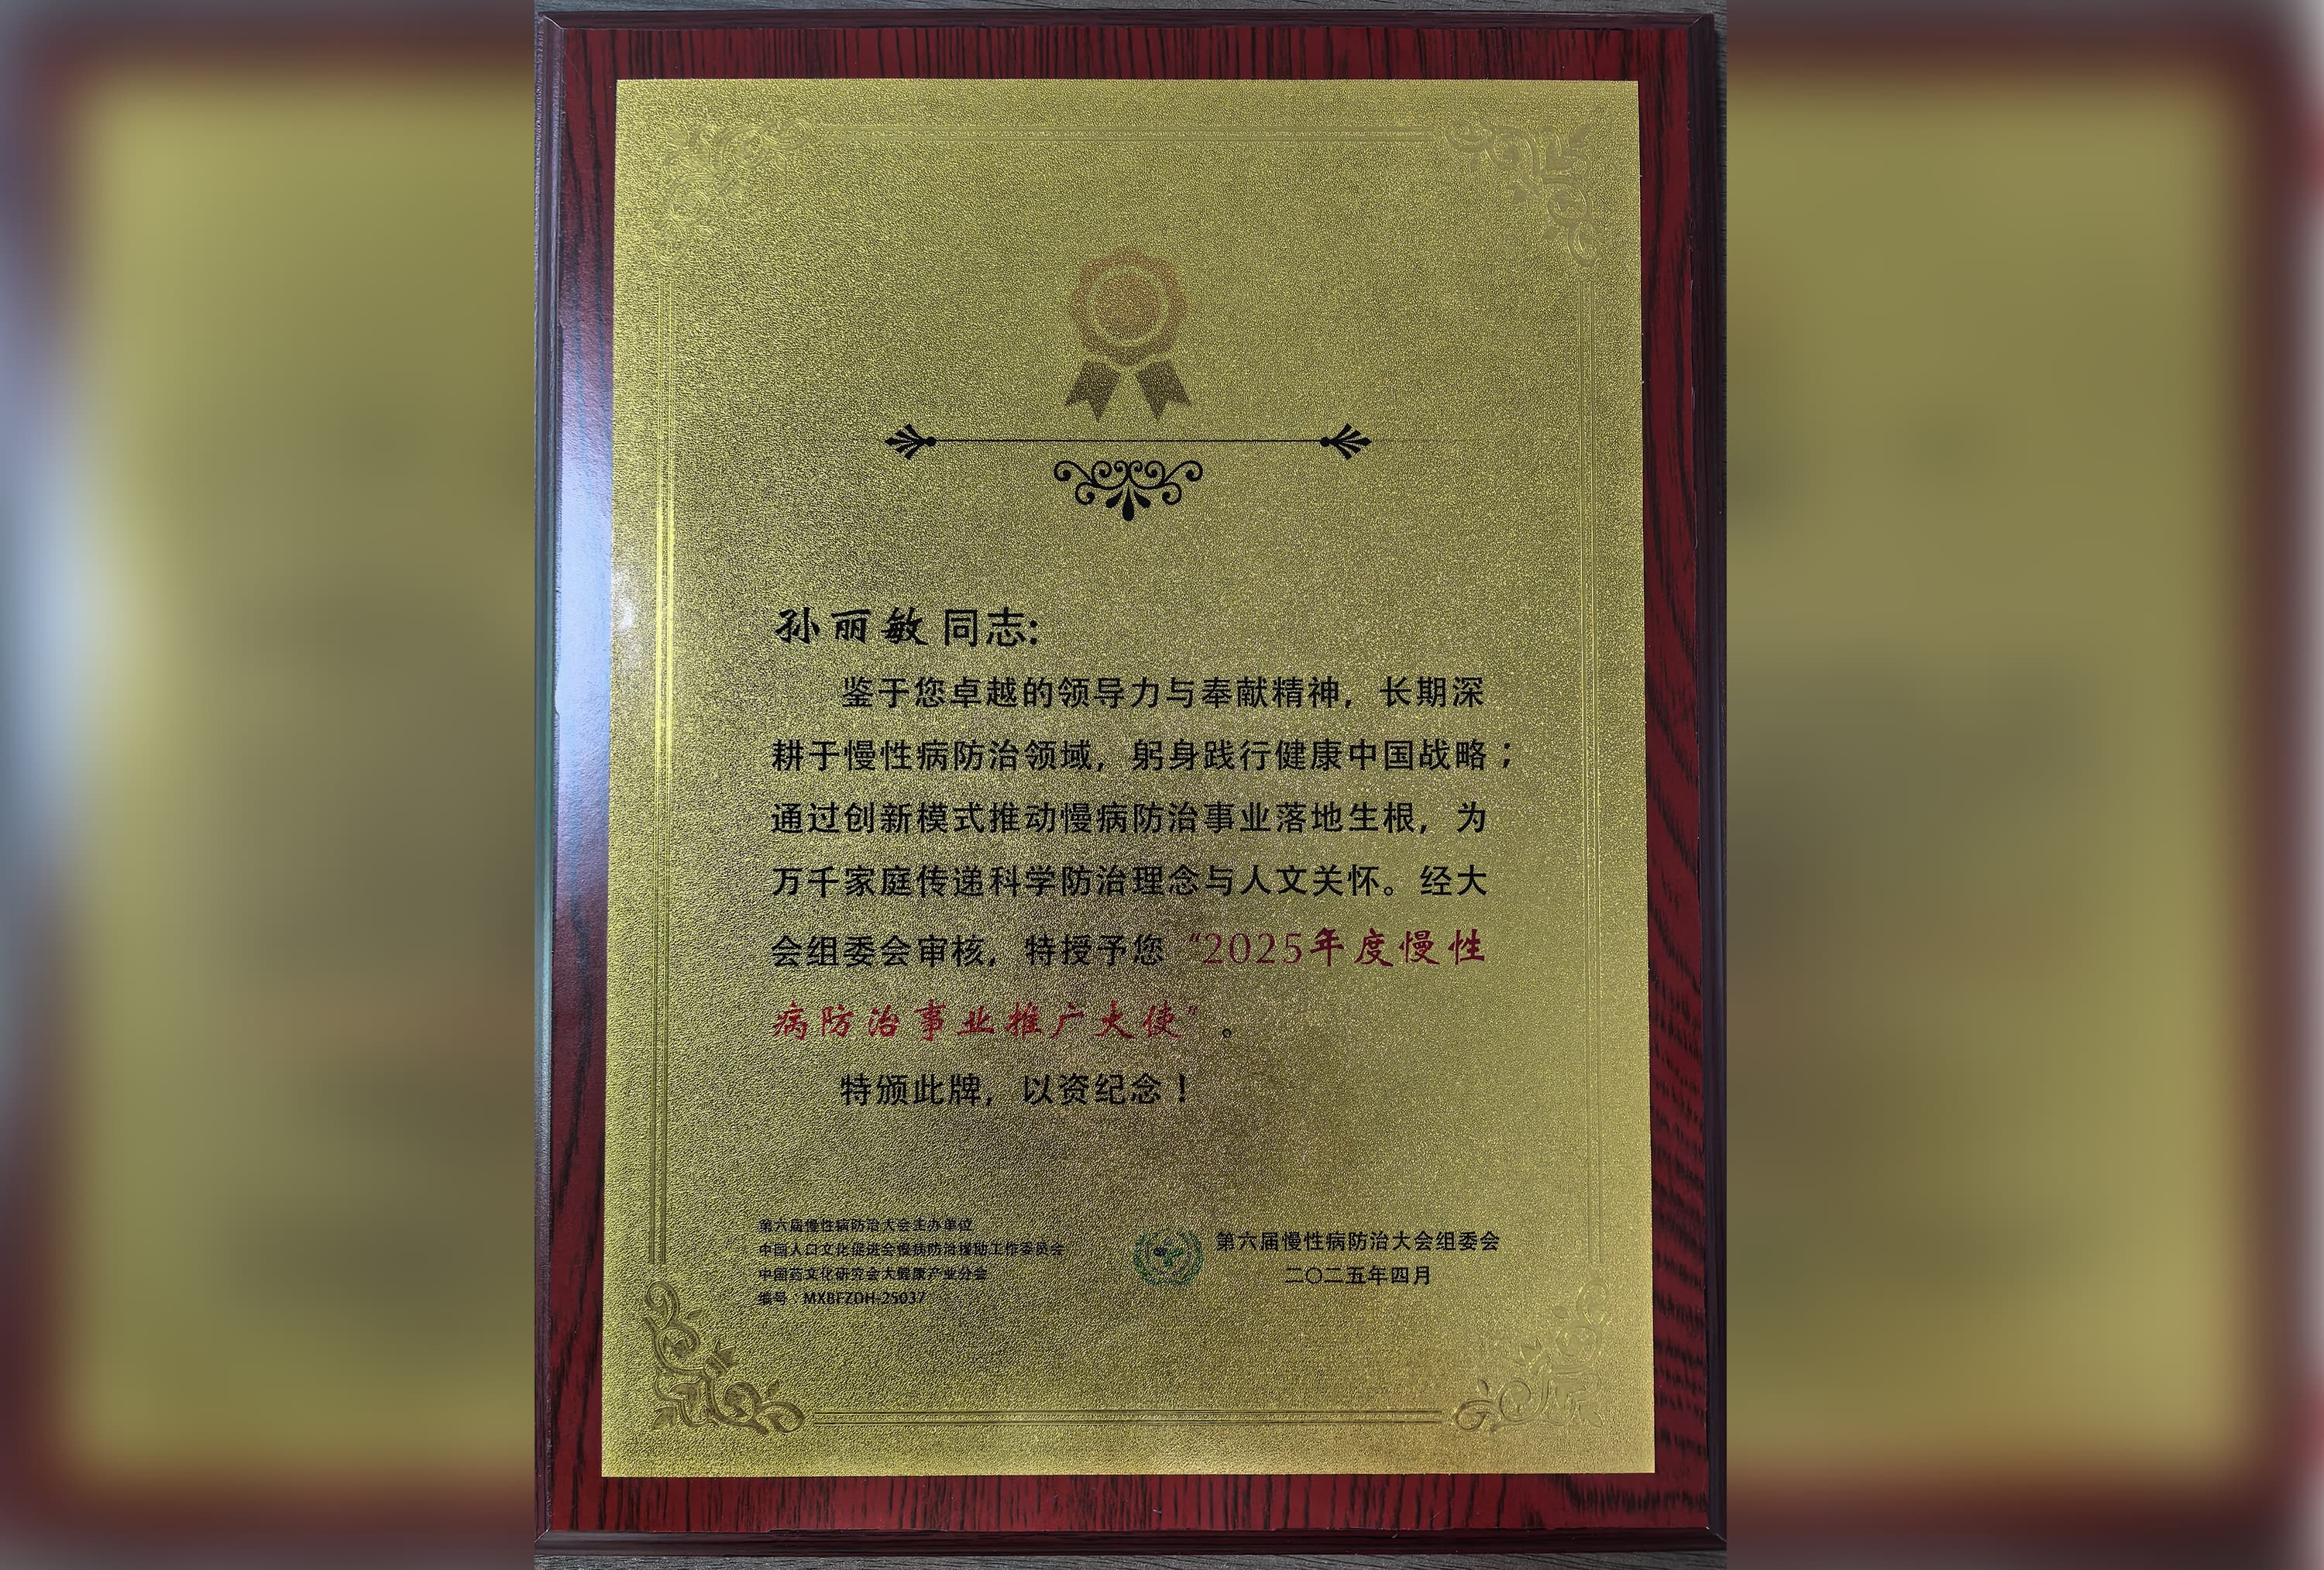 孙丽敏 同志:
鉴于您卓越的领导力与奉献精神，长期深
耕于慢性病防治领域，躬身践行健康中国战略；
通过创新模式推动慢病防治事业落地生根，为
万千家庭传递科学防治理念与人文关怀。经大
会组委会审核，特授予您“2025年度慢性
病防治事业推广大使”。
特颁此牌，以资纪念！
第六届慢性病防治大会主办单位
中国人口文化促进会慢病防治援助工作委员会
中国药文化研究会大健康产业分会
编号：MXBFZDH-25037
第六届慢性病防治大会组委会
二〇二五年四月